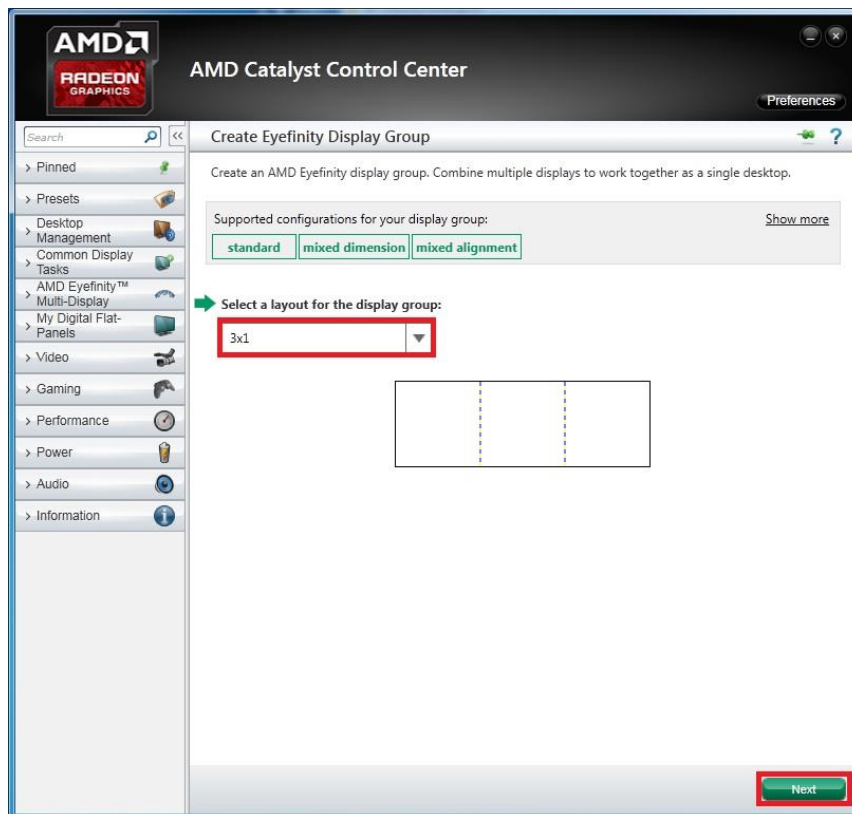 AMD
RADEON
GRAPHICS
AMD Catalyst Control Center
Preferences
Search
<<
Create Eyefinity Display Group
?
> Pinned
> Presets
> Desktop
Management
> Common Display
Tasks
> AMD Eyefinity™
Multi-Display
> My Digital Flat-
Panels
> Video
> Gaming
> Performance
> Power
> Audio
> Information
Create an AMD Eyefinity display group. Combine multiple displays to work together as a single desktop.
Supported configurations for your display group:
Show more
standard mixed dimension mixed alignment
Select a layout for the display group:
3x1
Next